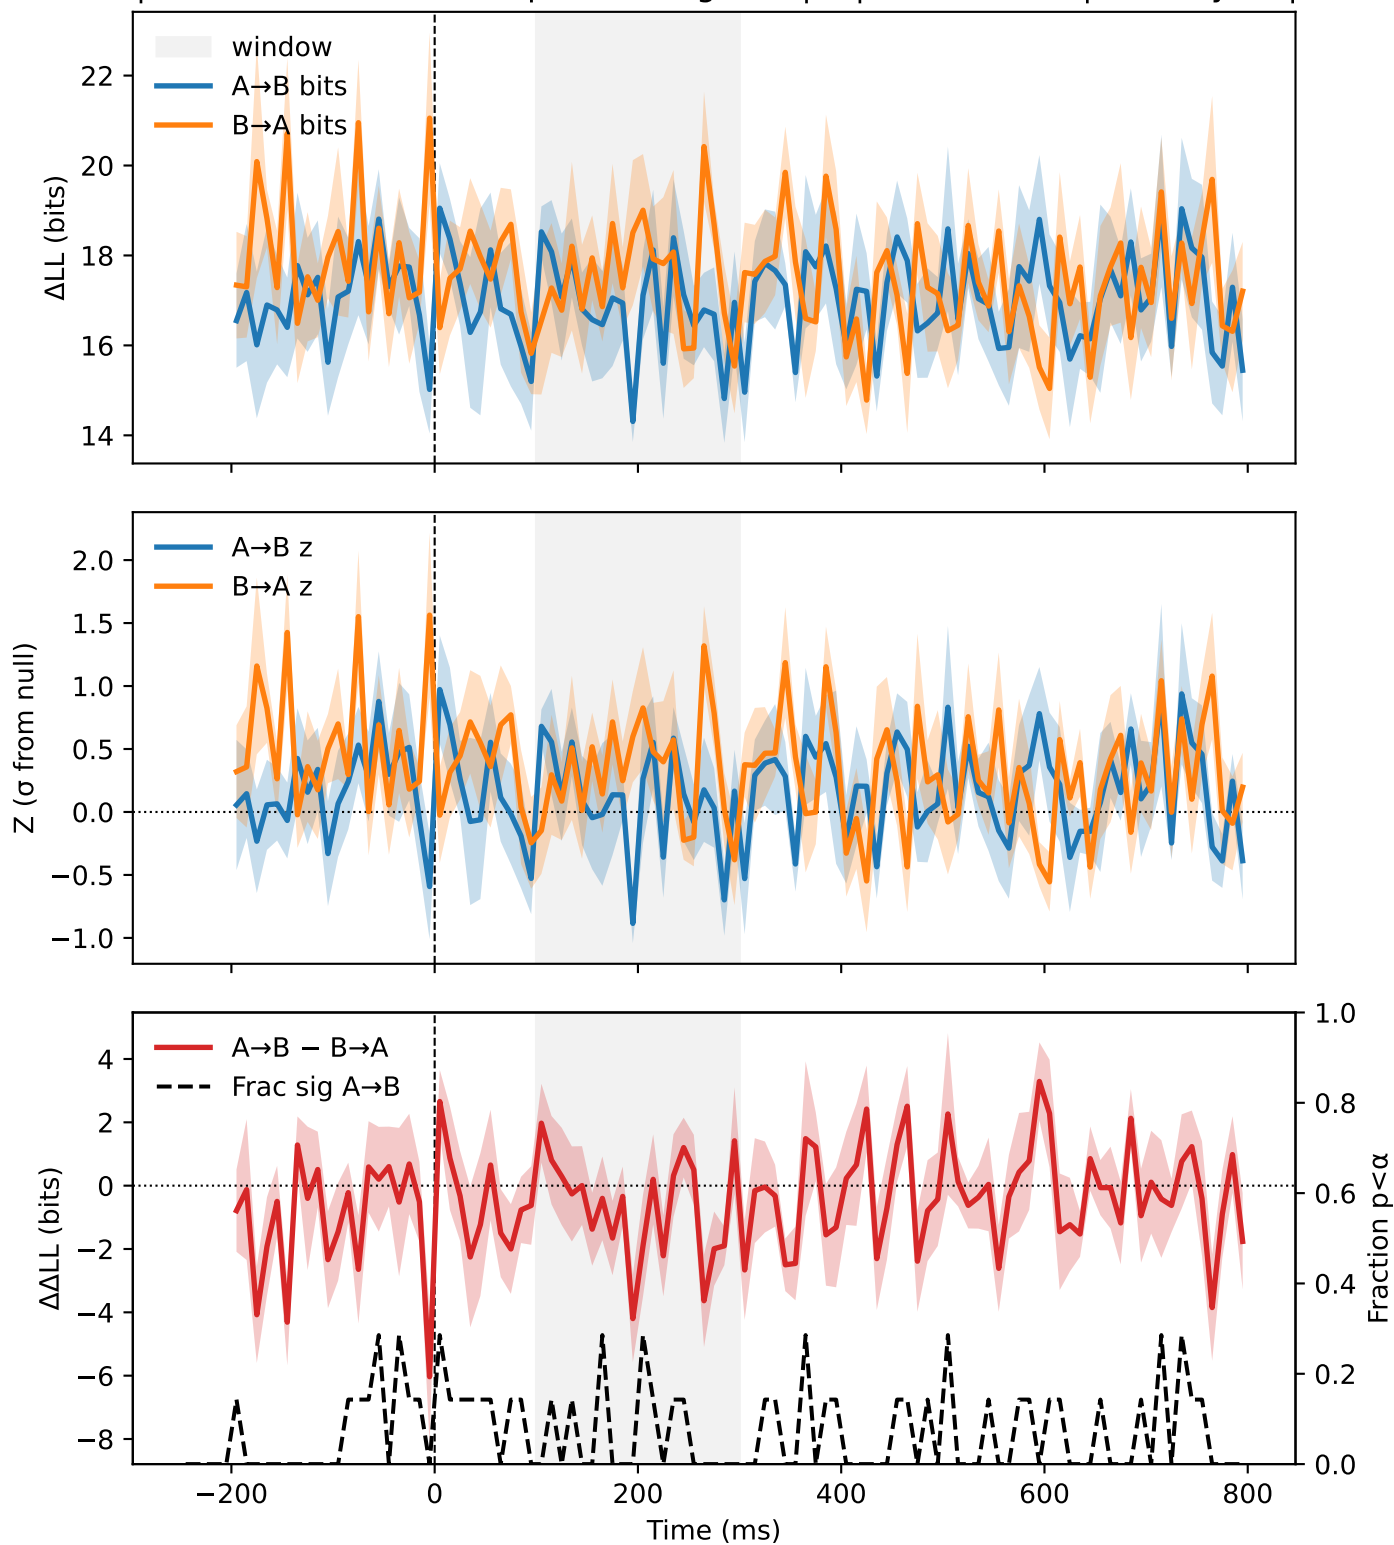 window
A→B bits
B→A bits
ΔLL (bits)
22
20
18
16
14
A→B z
B→A z
Z (σ from null)
2.0
1.5
1.0
0.5
0.0
−0.5
−1.0
A→B − B→A
Frac sig A→B
ΔΔLL (bits)
4
2
0
−2
−4
−6
−8
1.0
0.8
0.6
0.4
0.2
0.0
Fraction p<α
−200
0
200
400
600
800
Time (ms)